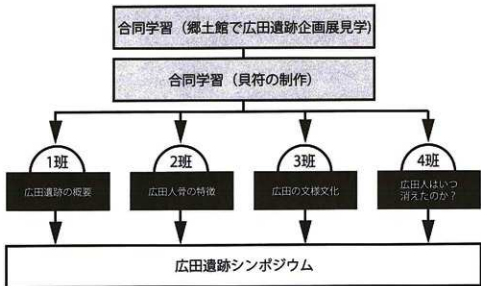 合同学習（郷土館で広田遺跡企画展見学)
合同学習（貝符の制作）
1班
2班
3班
4班
広田遺跡の概要
広田人骨の特徴
広田の文様文化
広田人はいつ
消えたのか？
広田遺跡シンポジウム